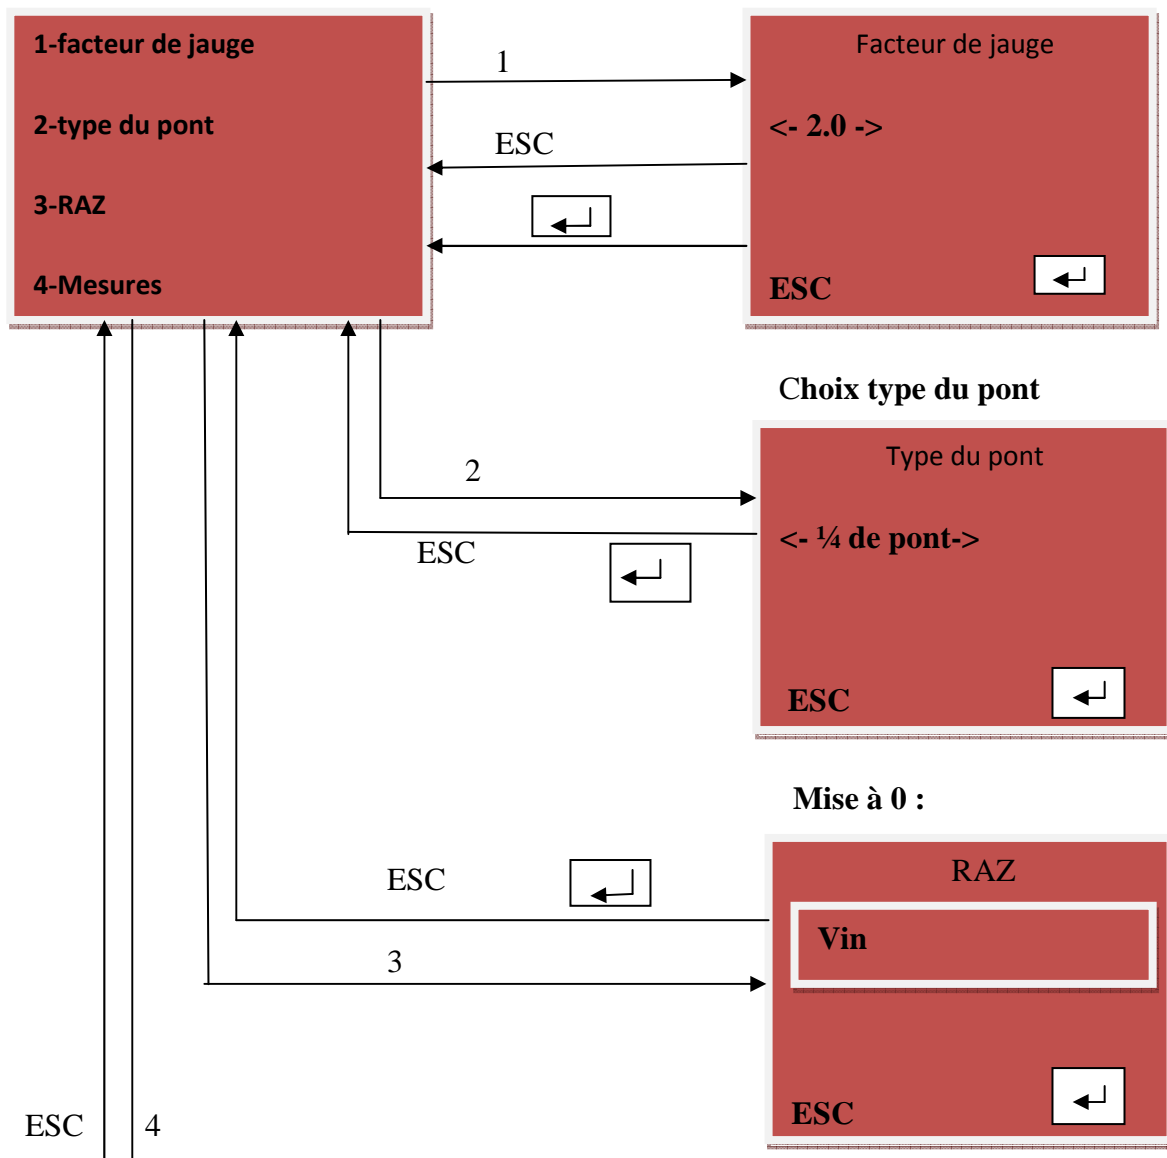 1-facteur de jauge
2-type du pont
3-RAZ
4-Mesures
1
ESC
Facteur de jauge
<- 2.0 ->
ESC
Choix type du pont
2
ESC
Type du pont
<- ¼ de pont->
ESC
Mise à 0 :
ESC
3
RAZ
Vin
ESC
ESC
4